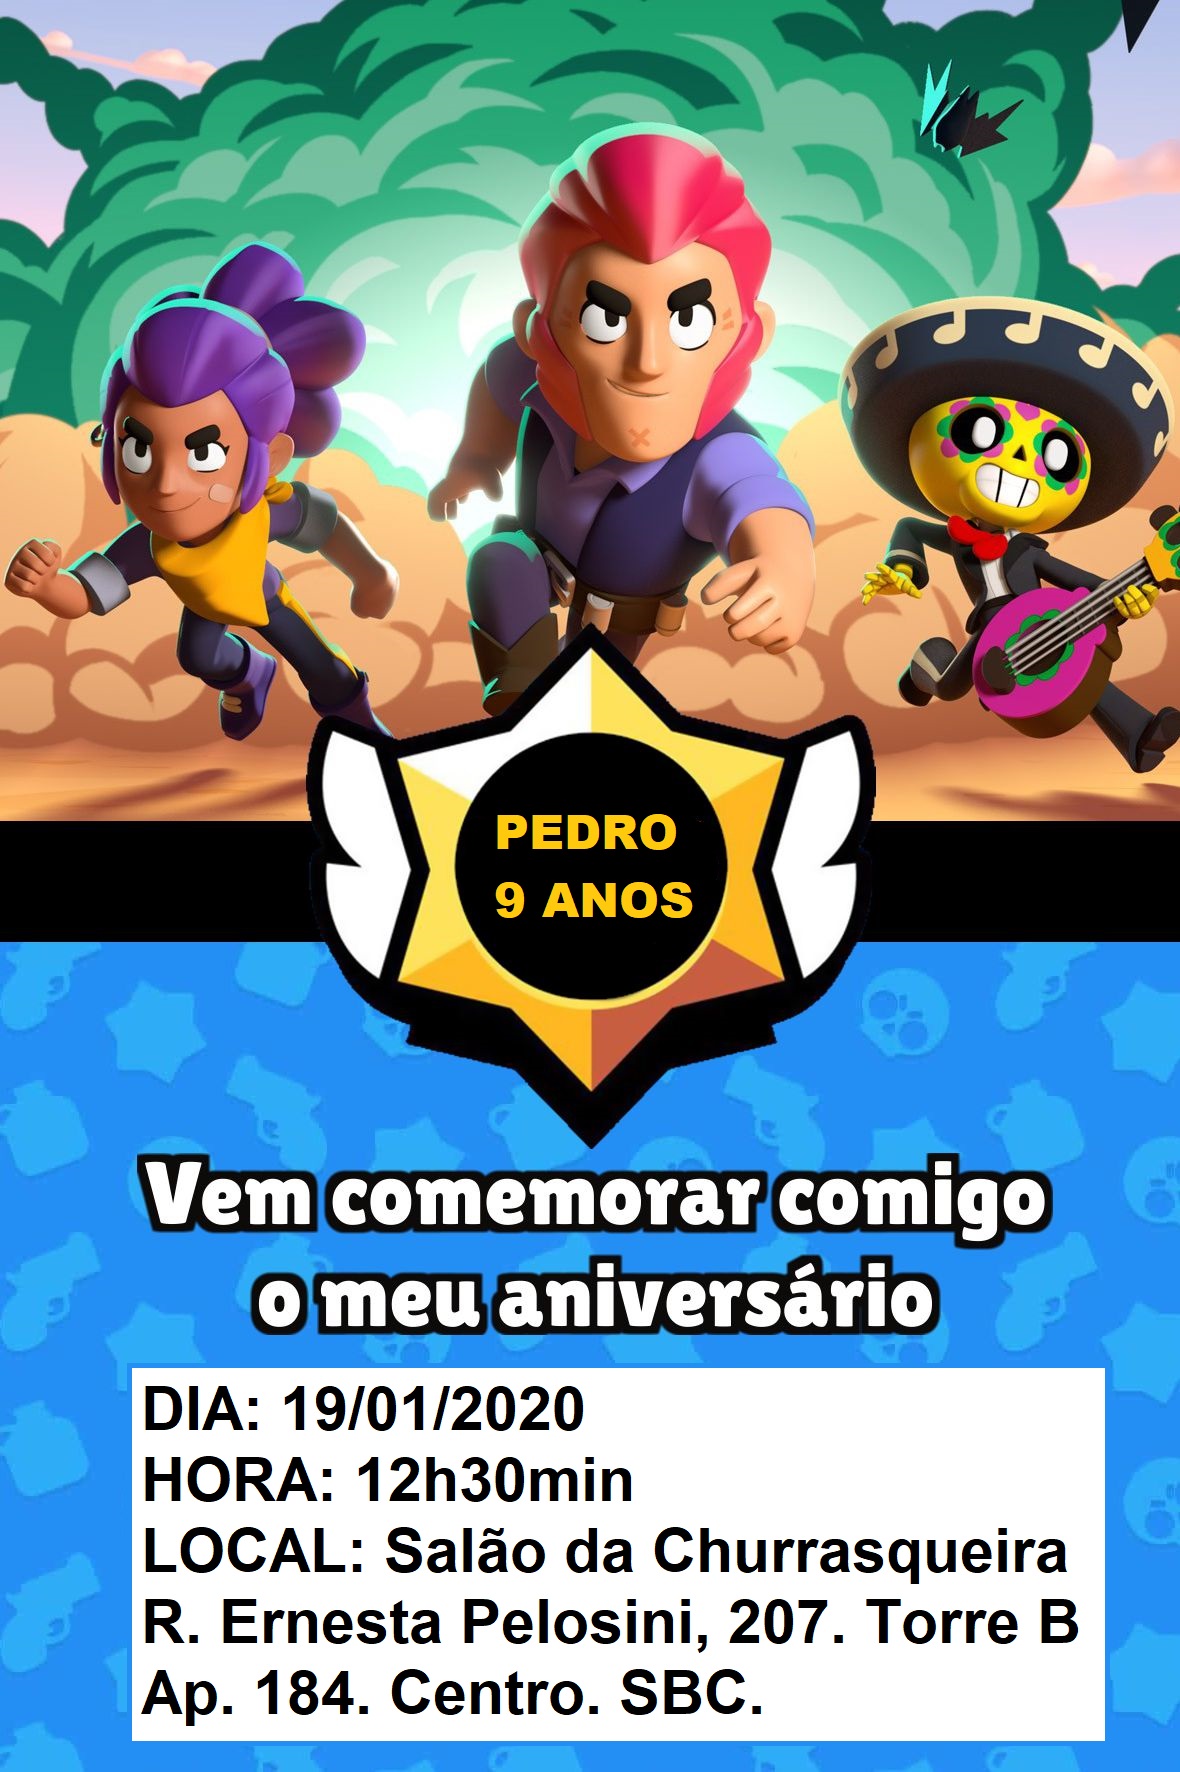 PEDRO
9 ANOS
Vem comemorar comigo
o meu aniversário
DIA: 19/01/2020
HORA: 12h30min
LOCAL: Salão da Churrasqueira
R. Ernesta Pelosini, 207. Torre B
Ap. 184. Centro. SBC.